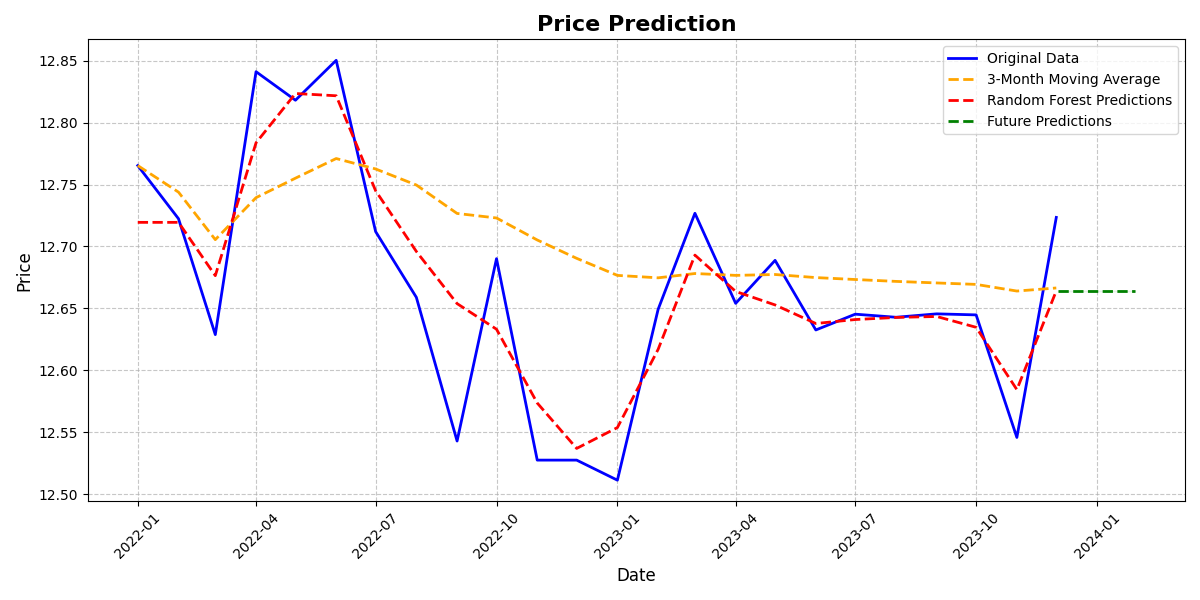 Price Prediction
Original Data
3-Month Moving Average
Random Forest Predictions
Future Predictions
Price
12.85
12.80
12.75
12.70
12.65
12.60
12.55
12.50
2022-01
2022-04
2022-07
2022-10
2023-01
2023-04
2023-07
2023-10
2024-01
Date